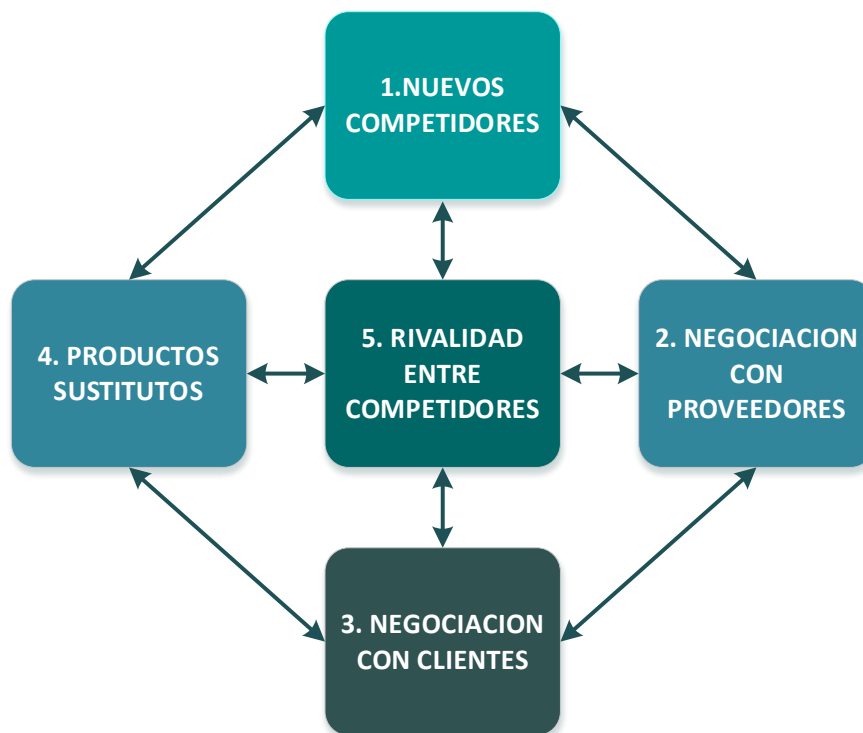 1.NUEVOS
COMPETIDORES
4. PRODUCTOS
SUSTITUTOS
5. RIVALIDAD
ENTRE
COMPETIDORES
2. NEGOCIACION
CON
PROVEEDORES
3. NEGOCIACION
CON CLIENTES